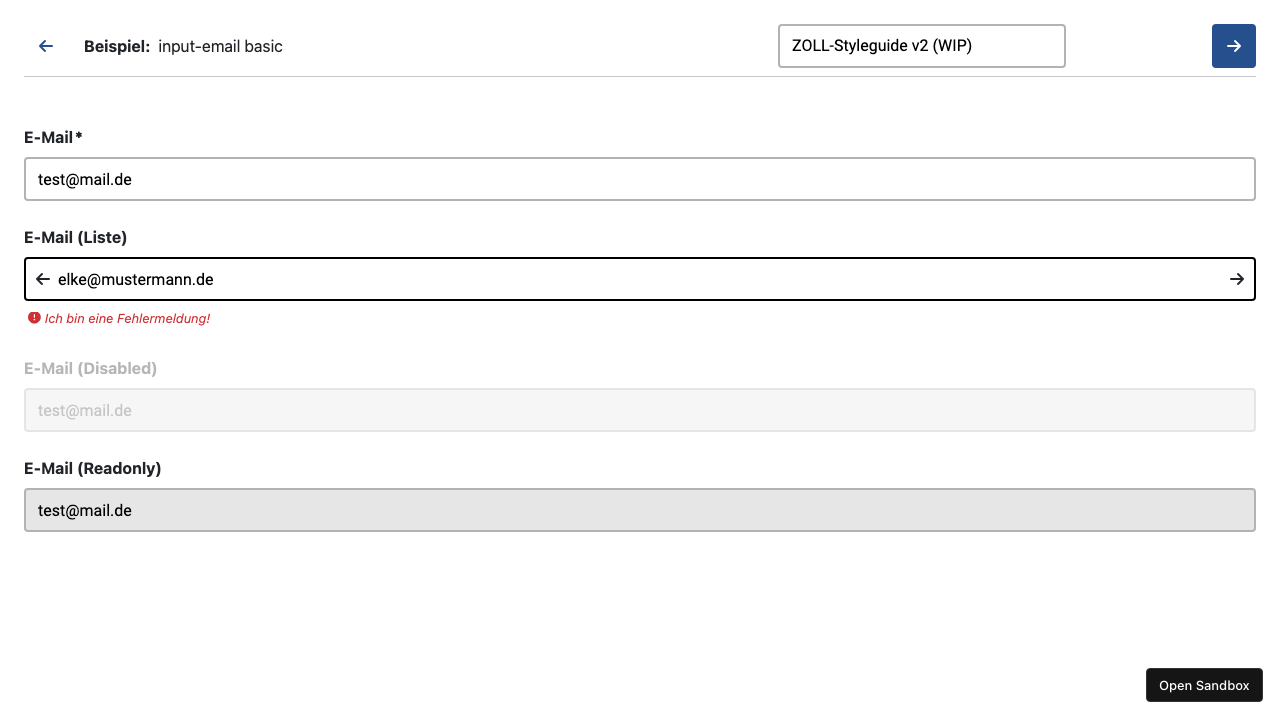 Beispiel: input-email basic
ZOLL-Styleguide v2 (WIP)
E-Mail*
test@mail.de
E-Mail (Liste)
elke@mustermann.de
Ich bin eine Fehlermeldung!
E-Mail (Disabled)
test@mail.de
E-Mail (Readonly)
test@mail.de
Open Sandbox